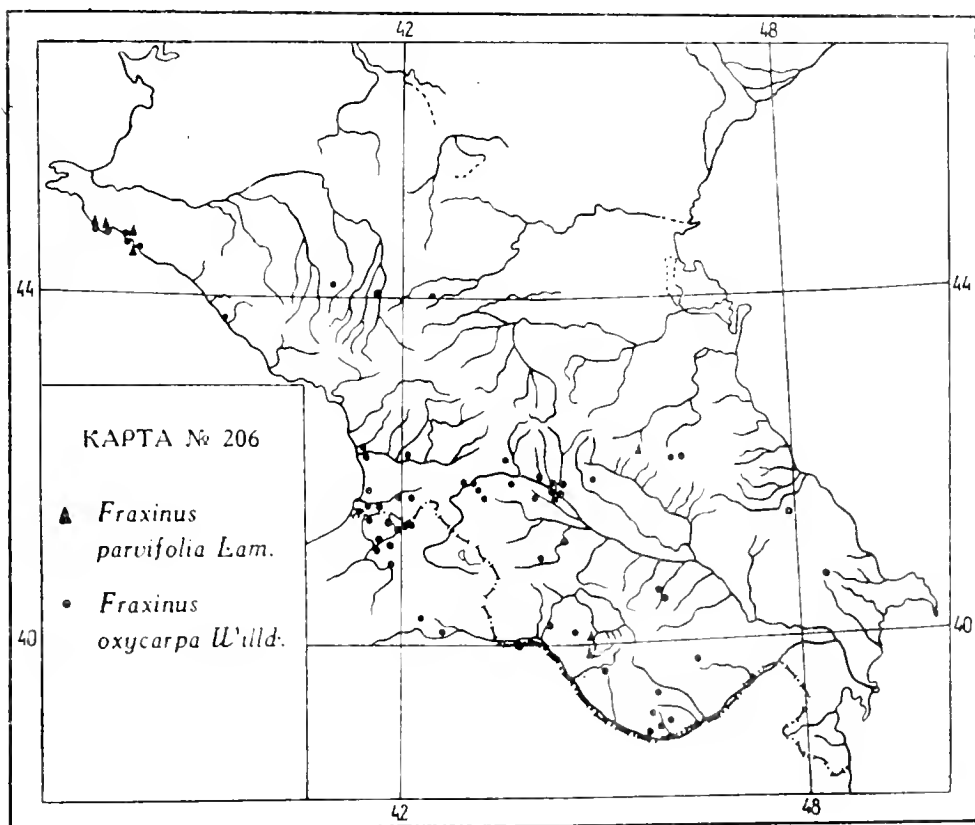 42 48
44 44
КАРТА № 206
Fraxinus
parvifolia Lam.
Fraxinus
oxycarpa Willd.
40 40
42 48